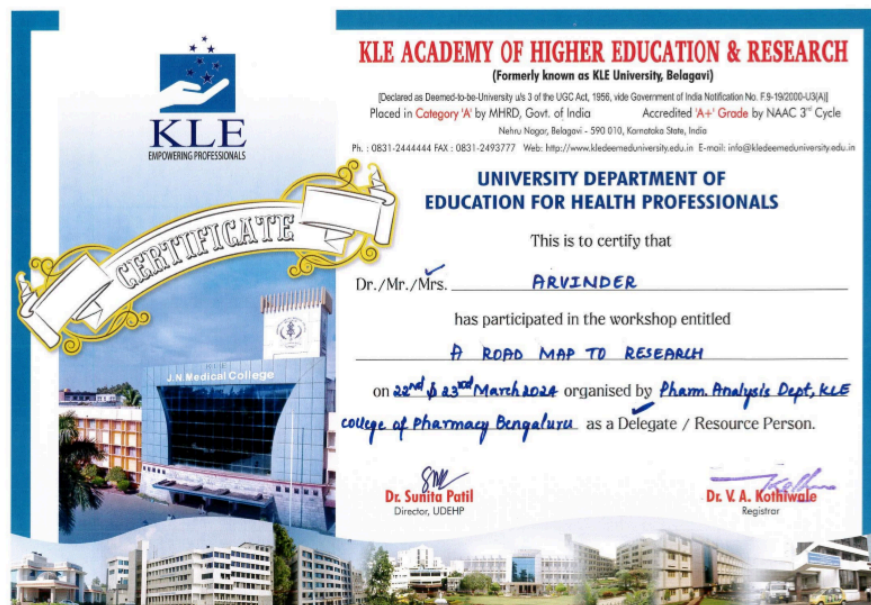 KLE
EMPOWERING PROFESSIONALS
CERTIFICATE
J.N. Medical College
KLE ACADEMY OF HIGHER EDUCATION & RESEARCH
(Formerly known as KLE University, Belagavi)
[Declared as Deemed-to-be-University u/s 3 of the UGC Act, 1956, vide Government of India Notification No. F.9-19/2000-U3(A)]
Placed in Category 'A' by MHRD, Govt. of India Accredited 'A+' Grade by NAAC 3rd Cycle
Nehru Nagar, Belagavi - 590 010, Karnataka State, India
Ph. : 0831-2444444 FAX : 0831-2493777 Web: http://www.kledeemeduniversity.edu.in E-mail: info@kledeemeduniversity.edu.in
UNIVERSITY DEPARTMENT OF
EDUCATION FOR HEALTH PROFESSIONALS
This is to certify that
Dr./Mr./Mrs. ARVINDER
has participated in the workshop entitled
A ROAD MAP TO RESEARCH
on 22nd & 23rd March 2024 organised by Pharm. Analysis Dept, KLE
college of Pharmacy Bengaluru as a Delegate / Resource Person.
Dr. Sunita Patil
Director, UDEHP
Dr. V. A. Kothiwale
Registrar